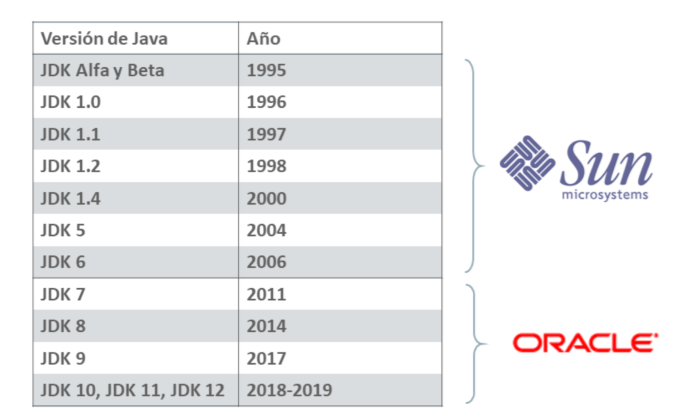 Versión de Java Año
JDK Alfa y Beta 1995
JDK 1.0 1996
JDK 1.1 1997
JDK 1.2 1998
JDK 1.4 2000
JDK 5 2004
JDK 6 2006
JDK 7 2011
JDK 8 2014
JDK 9 2017
JDK 10, JDK 11, JDK 12 2018-2019
Sun
microsystems
ORACLE